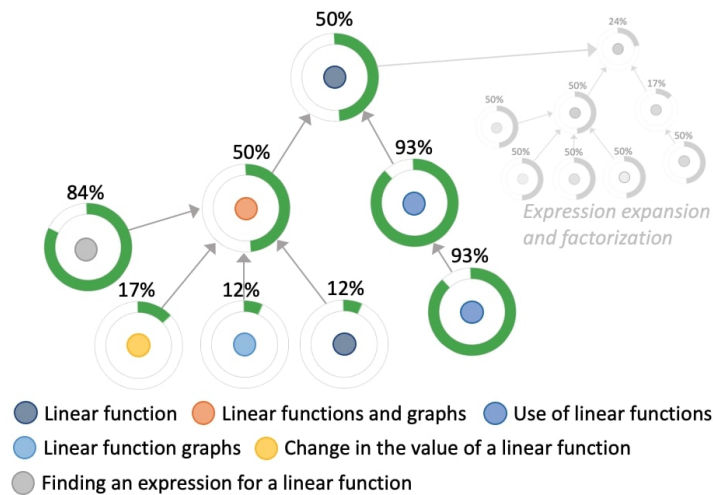 50%
24%
50%
17%
50%
50%
93%
50%
50%
50%
50%
84%
Expression expansion
and factorization
93%
17%
12%
12%
Linear function
Linear functions and graphs
Use of linear functions
Linear function graphs
Change in the value of a linear function
Finding an expression for a linear function